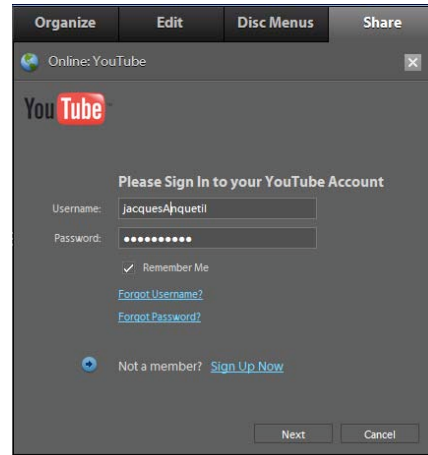 Organize Edit Disc Menus Share
Online: YouTube
YouTube
Please Sign In to your YouTube Account
Username: jacquesAnquetil
Password: ●●●●●●●●●●
Remember Me
Forgot Username?
Forgot Password?
Not a member? Sign Up Now
Next Cancel